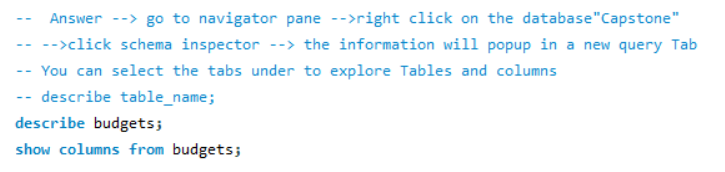 --  Answer --> go to navigator pane -->right click on the database"Capstone"
-- -->click schema inspector --> the information will popup in a new query Tab
-- You can select the tabs under to explore Tables and columns
-- describe table_name;
describe budgets;
show columns from budgets;